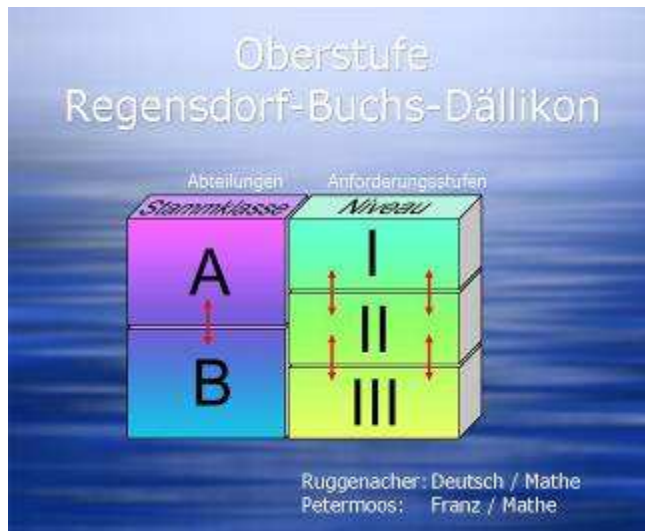 Oberstufe
Regensdorf-Buchs-Dällikon
Abteilungen Anforderungsstufen
Stammklasse Niveau
A
I
II
B
III
Ruggenacher: Deutsch / Mathe
Petermoos: Franz / Mathe